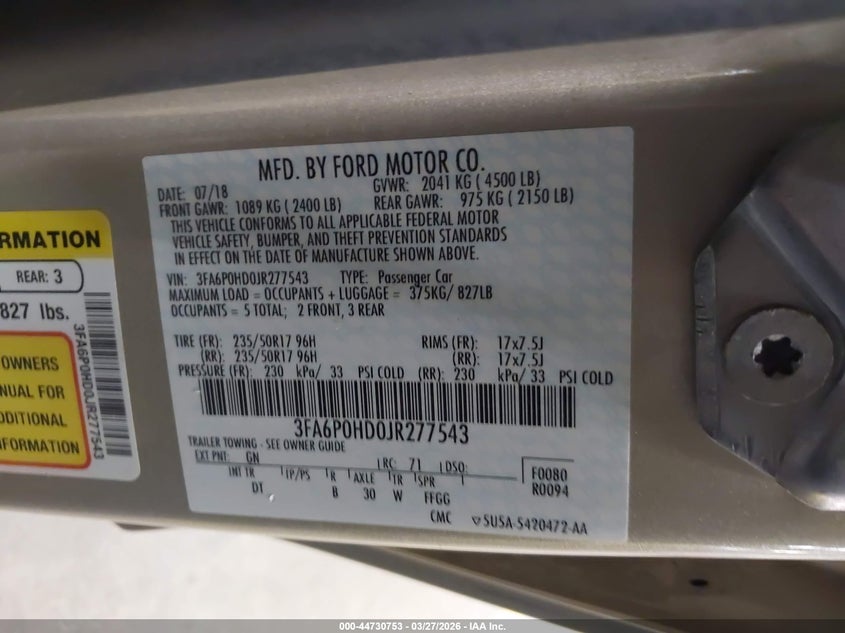 MFD. BY FORD MOTOR CO.
DATE: 07/18 GVWR: 2041 KG ( 4500 LB)
FRONT GAWR: 1089 KG ( 2400 LB) REAR GAWR: 975 KG ( 2150 LB)
THIS VEHICLE CONFORMS TO ALL APPLICABLE FEDERAL MOTOR
VEHICLE SAFETY, BUMPER, AND THEFT PREVENTION STANDARDS
IN EFFECT ON THE DATE OF MANUFACTURE SHOWN ABOVE.
VIN: 3FA6P0HD0JR277543 TYPE: Passenger Car
MAXIMUM LOAD = OCCUPANTS + LUGGAGE = 375KG/ 827LB
OCCUPANTS = 5 TOTAL; 2 FRONT, 3 REAR
TIRE (FR): 235/50R17 96H RIMS (FR): 17x7.5J
(RR): 235/50R17 96H (RR): 17x7.5J
PRESSURE (FR): 230 kPa/ 33 PSI COLD (RR): 230 kPa/ 33 PSI COLD
3FA6P0HD0JR277543
TRAILER TOWING - SEE OWNER GUIDE
EXT PNT: GN RC: 71 DSO: F0080
INT TR TP/PS R AXLE TR SPR R0094
DT B 30 W FFGG
CMC 5U5A-5420472-AA
RMATION
REAR: 3
827 lbs.
OWNERS
ANUAL FOR
DDITIONAL
NFORMATION
3FA6P0HD0JR277543
000-44730753 — 03/27/2026 — IAA Inc.